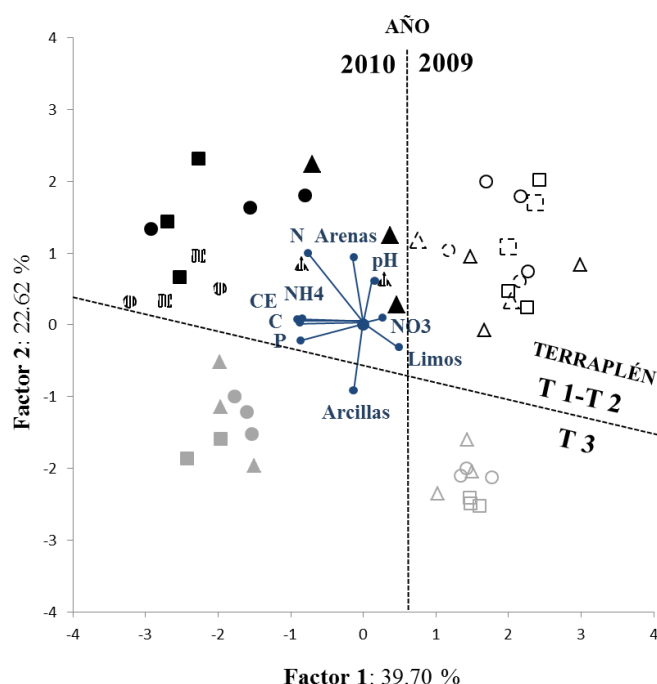 AÑO
2010 2009
4
3
2
1
0
-1
-2
-3
-4
Factor 2: 22.62 %
N Arenas
pH
NH4
CE
C
NO3
P
Limos
Arcillas
TERRAPLÉN
T 1-T 2
T 3
-4 -3 -2 -1 0 1 2 3 4
Factor 1: 39.70 %